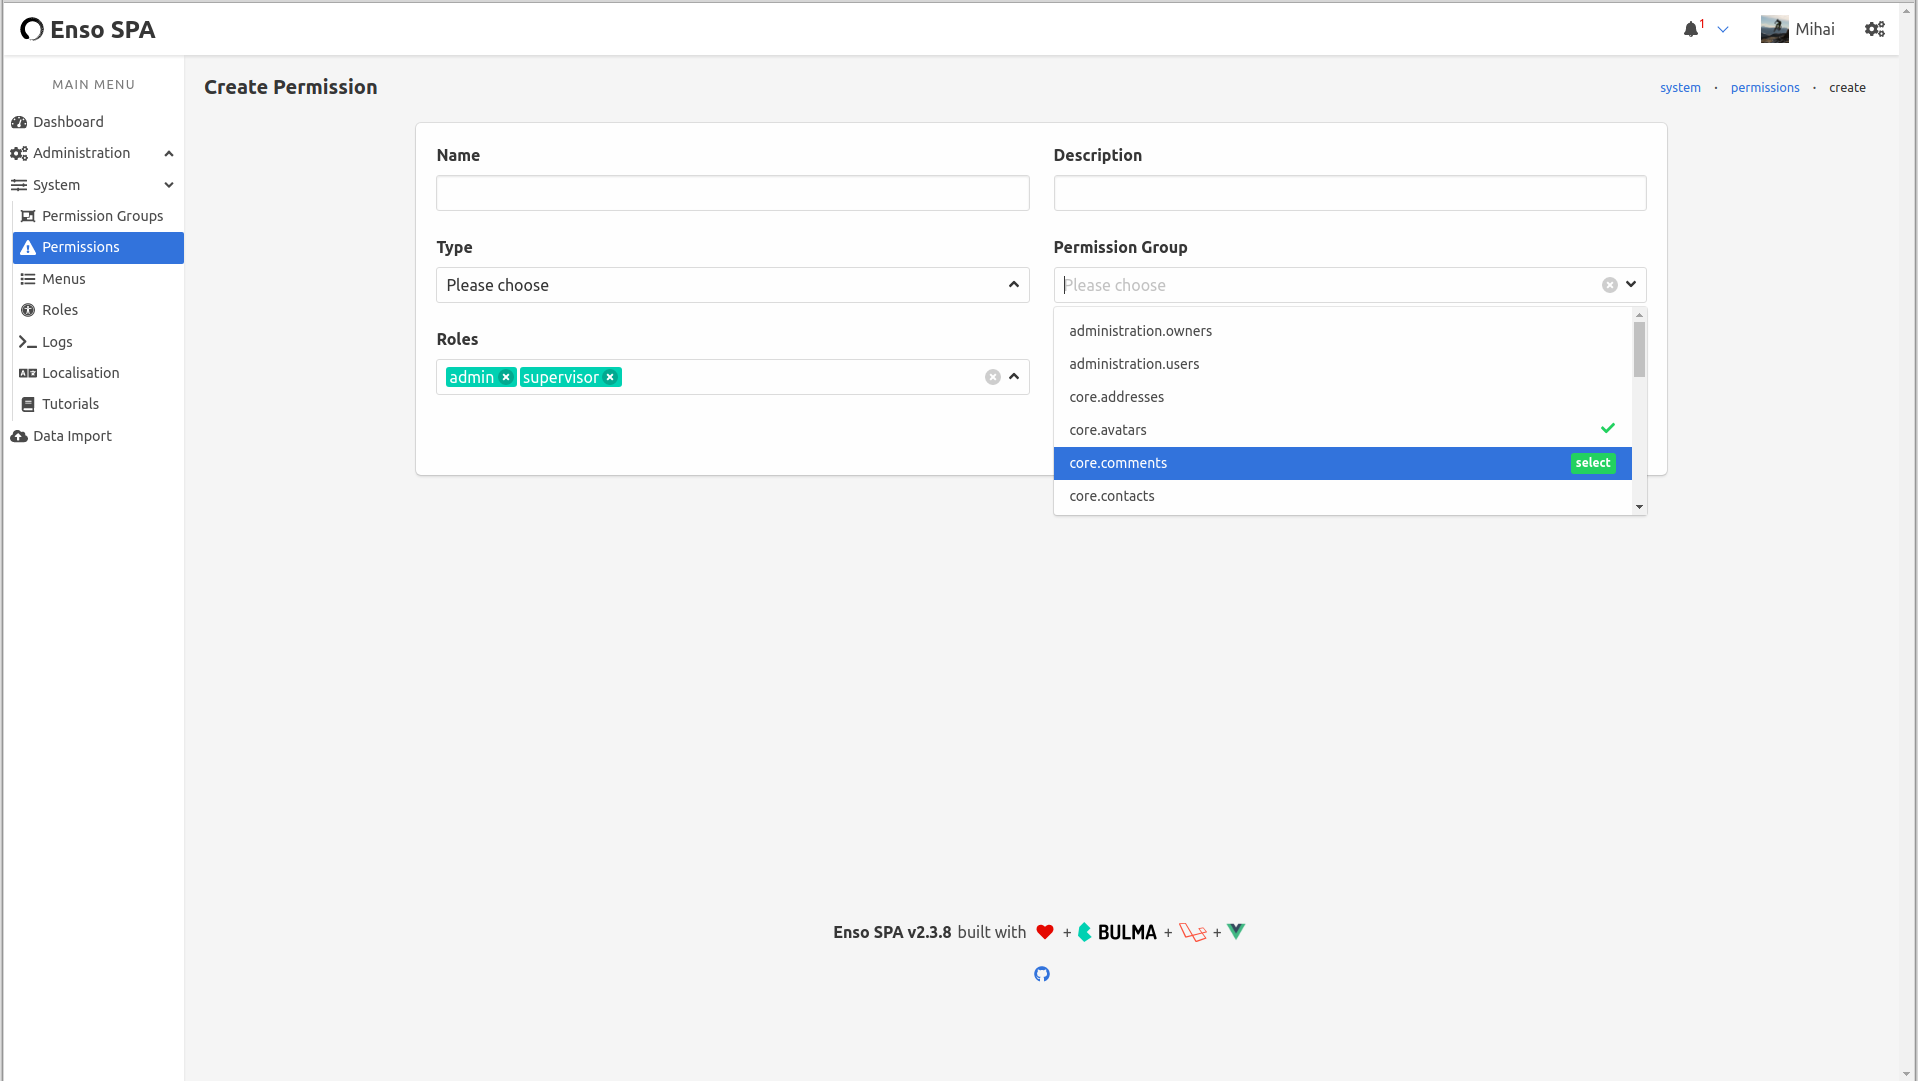 Enso SPA
1
Mihai
MAIN MENU
Dashboard
Administration
System
Permission Groups
Permissions
Menus
Roles
Logs
Localisation
Tutorials
Data Import
Create Permission
system · permissions · create
Name
Description
Type
Please choose
Permission Group
Please choose
Roles
admin supervisor
administration.owners
administration.users
core.addresses
core.avatars
core.comments select
core.contacts
Enso SPA v2.3.8 built with + BULMA + +